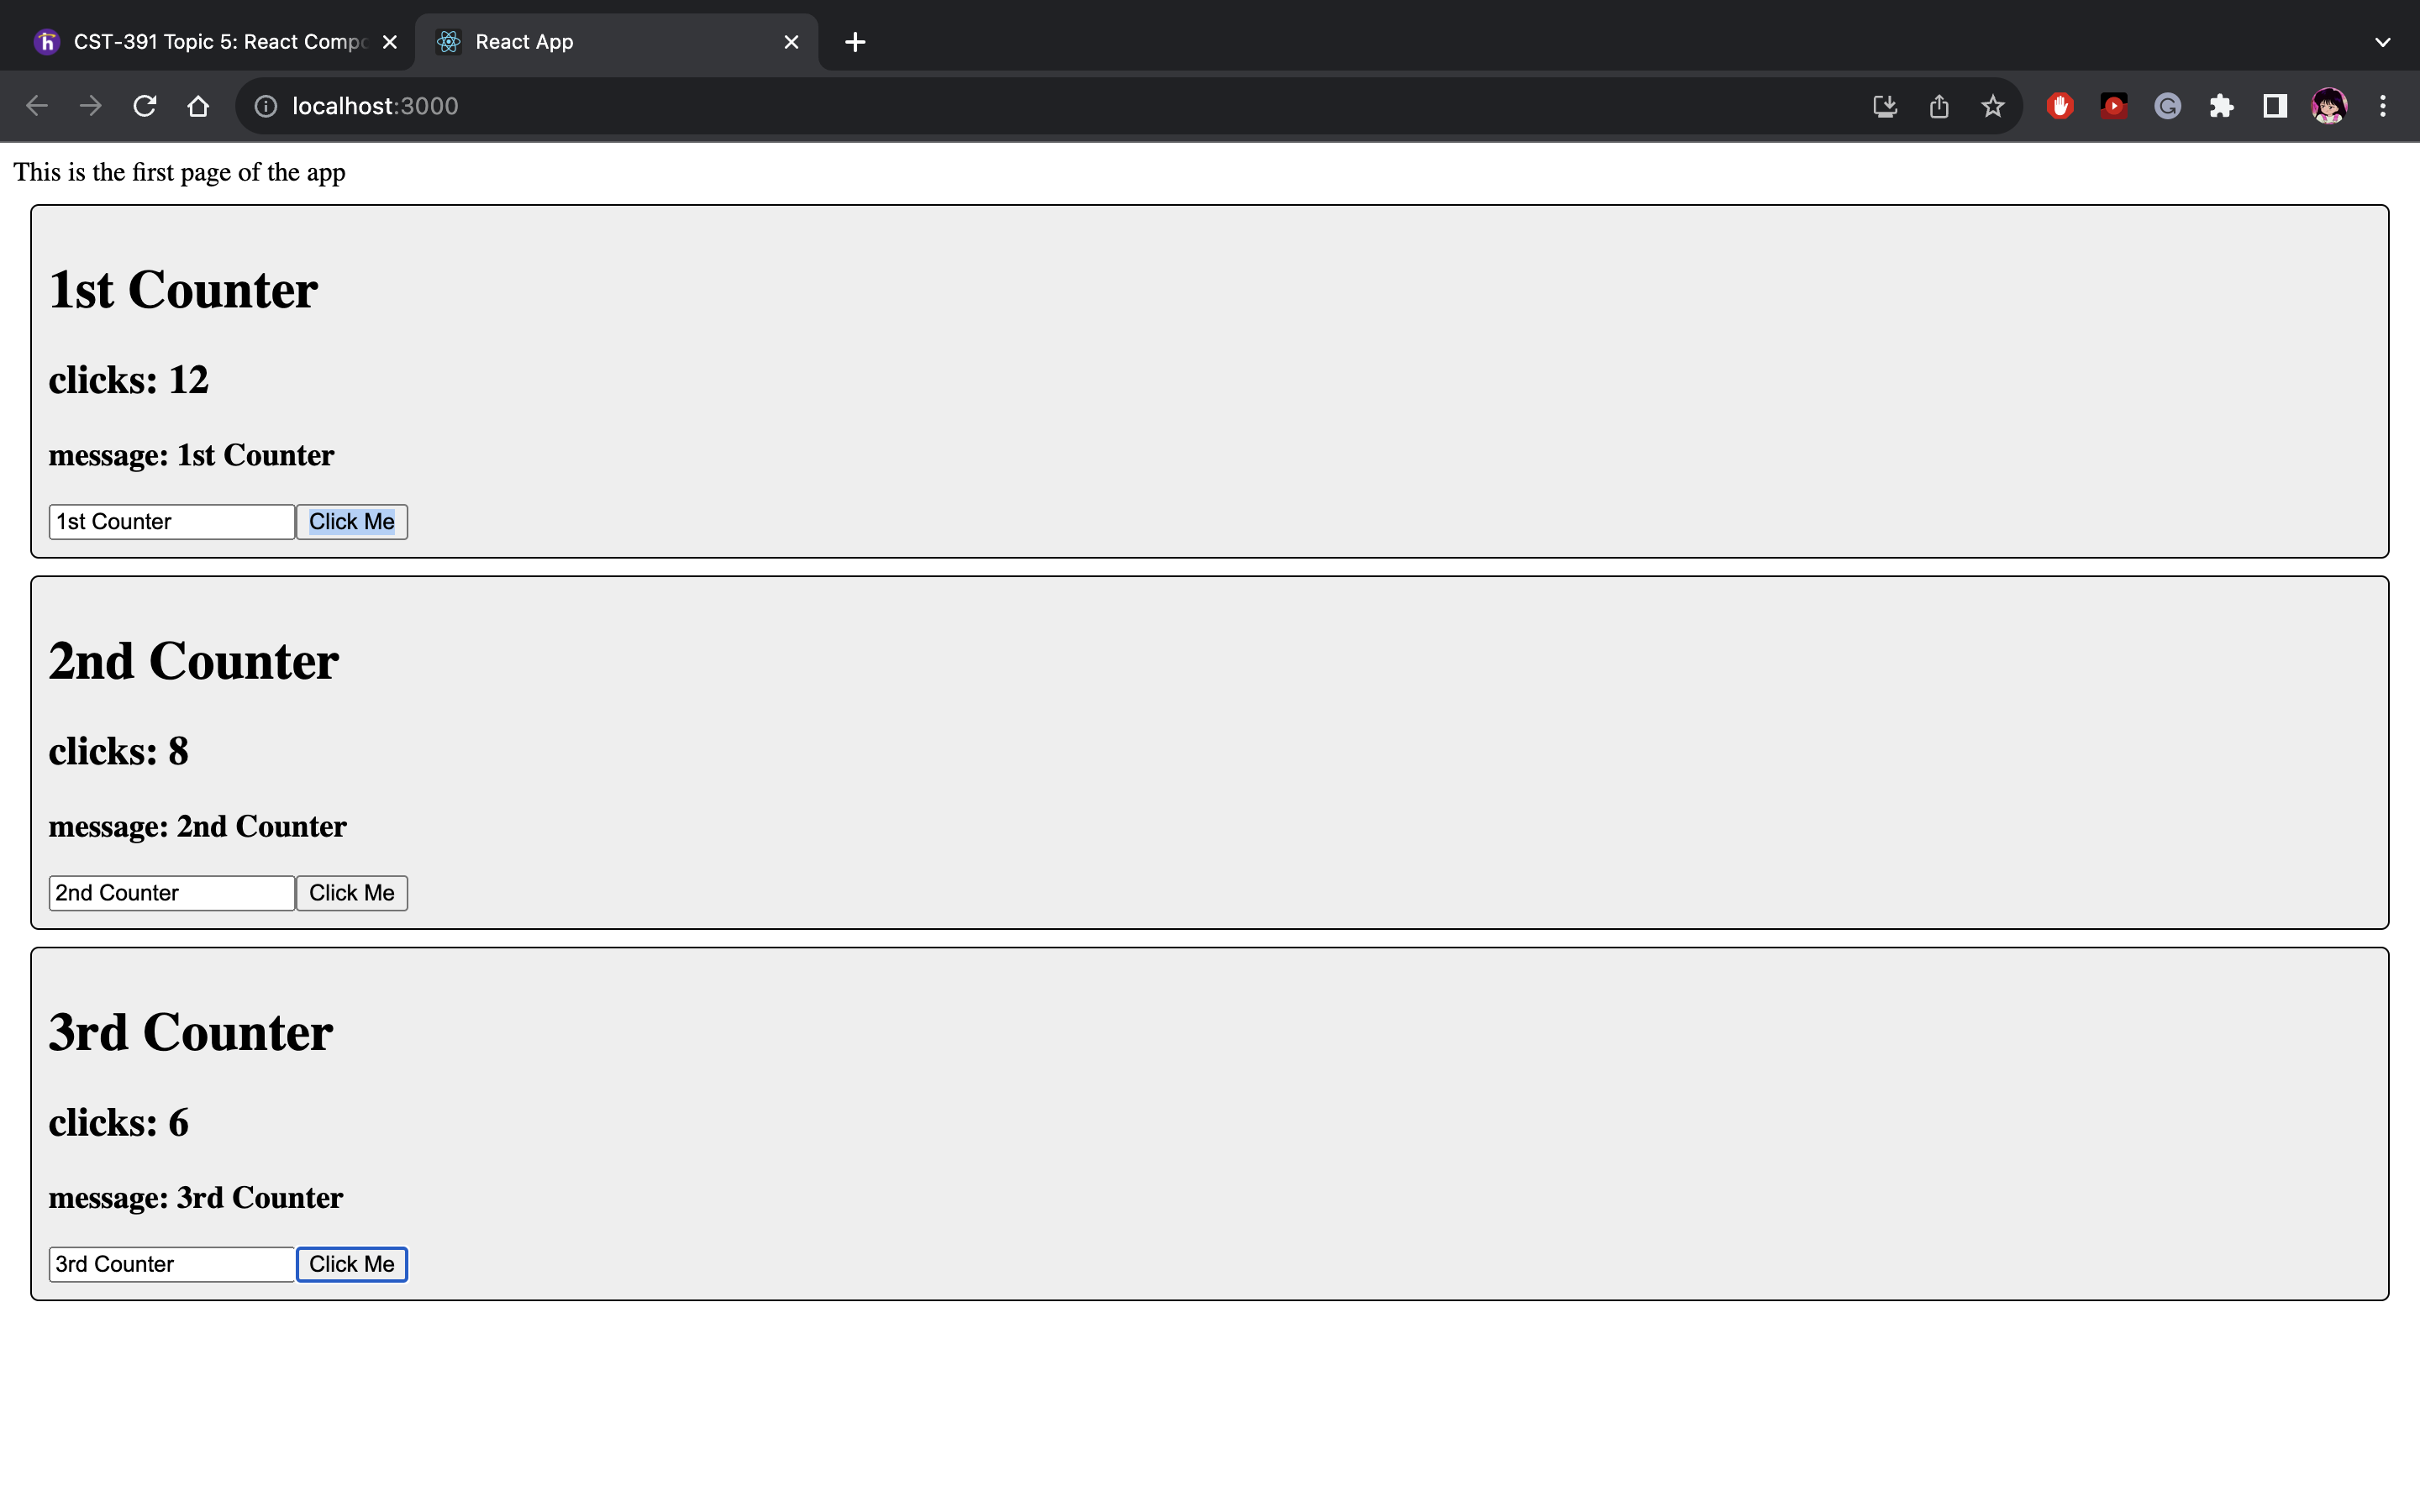 CST-391 Topic 5: React Comp
React App
localhost:3000
This is the first page of the app
1st Counter
clicks: 12
message: 1st Counter
1st Counter Click Me
2nd Counter
clicks: 8
message: 2nd Counter
2nd Counter Click Me
3rd Counter
clicks: 6
message: 3rd Counter
3rd Counter Click Me